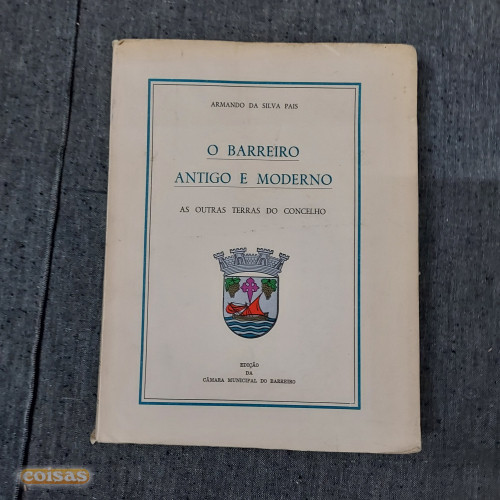 ARMANDO DA SILVA PAIS
O BARREIRO
ANTIGO E MODERNO
AS OUTRAS TERRAS DO CONCELHO
EDIÇÃO
DA
CÂMARA MUNICIPAL DO BARREIRO
coisas